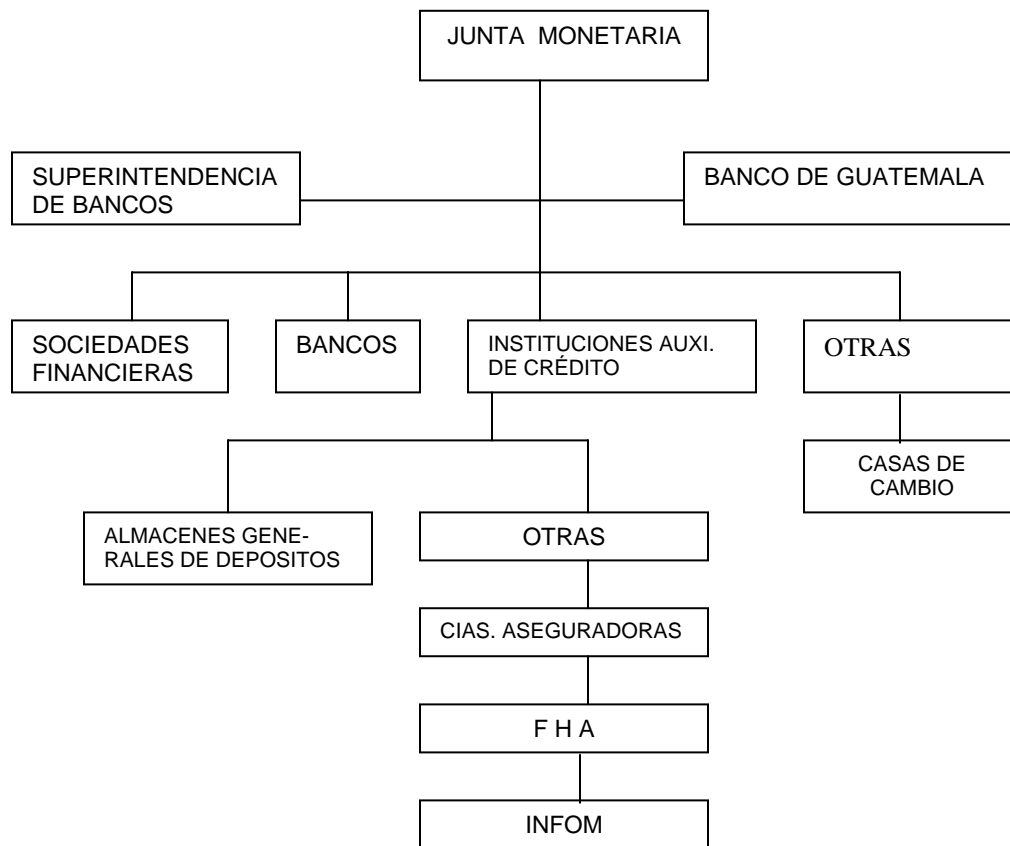 JUNTA MONETARIA
SUPERINTENDENCIA
DE BANCOS
BANCO DE GUATEMALA
SOCIEDADES
FINANCIERAS
BANCOS
INSTITUCIONES AUXI.
DE CRÉDITO
OTRAS
CASAS DE
CAMBIO
ALMACENES GENE-
RALES DE DEPOSITOS
OTRAS
CIAS. ASEGURADORAS
F H A
INFOM